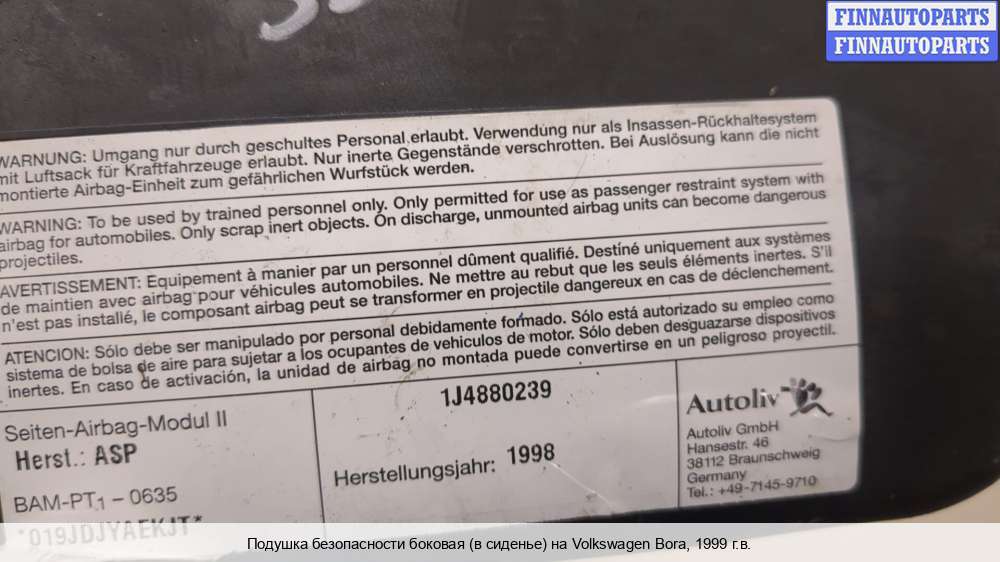 FINNAUTOPARTS
FINNAUTOPARTS
WARNUNG: Umgang nur durch geschultes Personal erlaubt. Verwendung nur als Insassen-Rückhaltesystem
mit Luftsack für Kraftfahrzeuge erlaubt. Nur inerte Gegenstände verschrotten. Bei Auslösung kann die nicht
montierte Airbag-Einheit zum gefährlichen Wurfstück werden.
WARNING: To be used by trained personnel only. Only permitted for use as passenger restraint system with
airbag for automobiles. Only scrap inert objects. On discharge, unmounted airbag units can become dangerous
projectiles.
AVERTISSEMENT: Equipement à manier par un personnel dûment qualifié. Destiné uniquement aux systèmes
de maintien avec airbag pour véhicules automobiles. Ne mettre au rebut que les seuls éléments inertes. S'il
n'est pas installé, le composant airbag peut se transformer en projectile dangereux en cas de déclenchement.
ATENCION: Sólo debe ser manipulado por personal debidamente formado. Sólo está autorizado su empleo como
sistema de bolsa de aire para sujetar a los ocupantes de vehiculos de motor. Sólo deben desguazarse dispositivos
inertes. En caso de activación, la unidad de airbag no montada puede convertirse en un peligroso proyectil.
Seiten-Airbag-Modul II
Herst.: ASP
BAM-PT1 - 0635
*019JDJYAEKJT*
1J4880239
Herstellungsjahr: 1998
Autoliv
Autoliv GmbH
Hansestr. 46
38112 Braunschweig
Germany
Tel.: +49-7145-9710
Подушка безопасности боковая (в сиденье) на Volkswagen Bora, 1999 г.в.